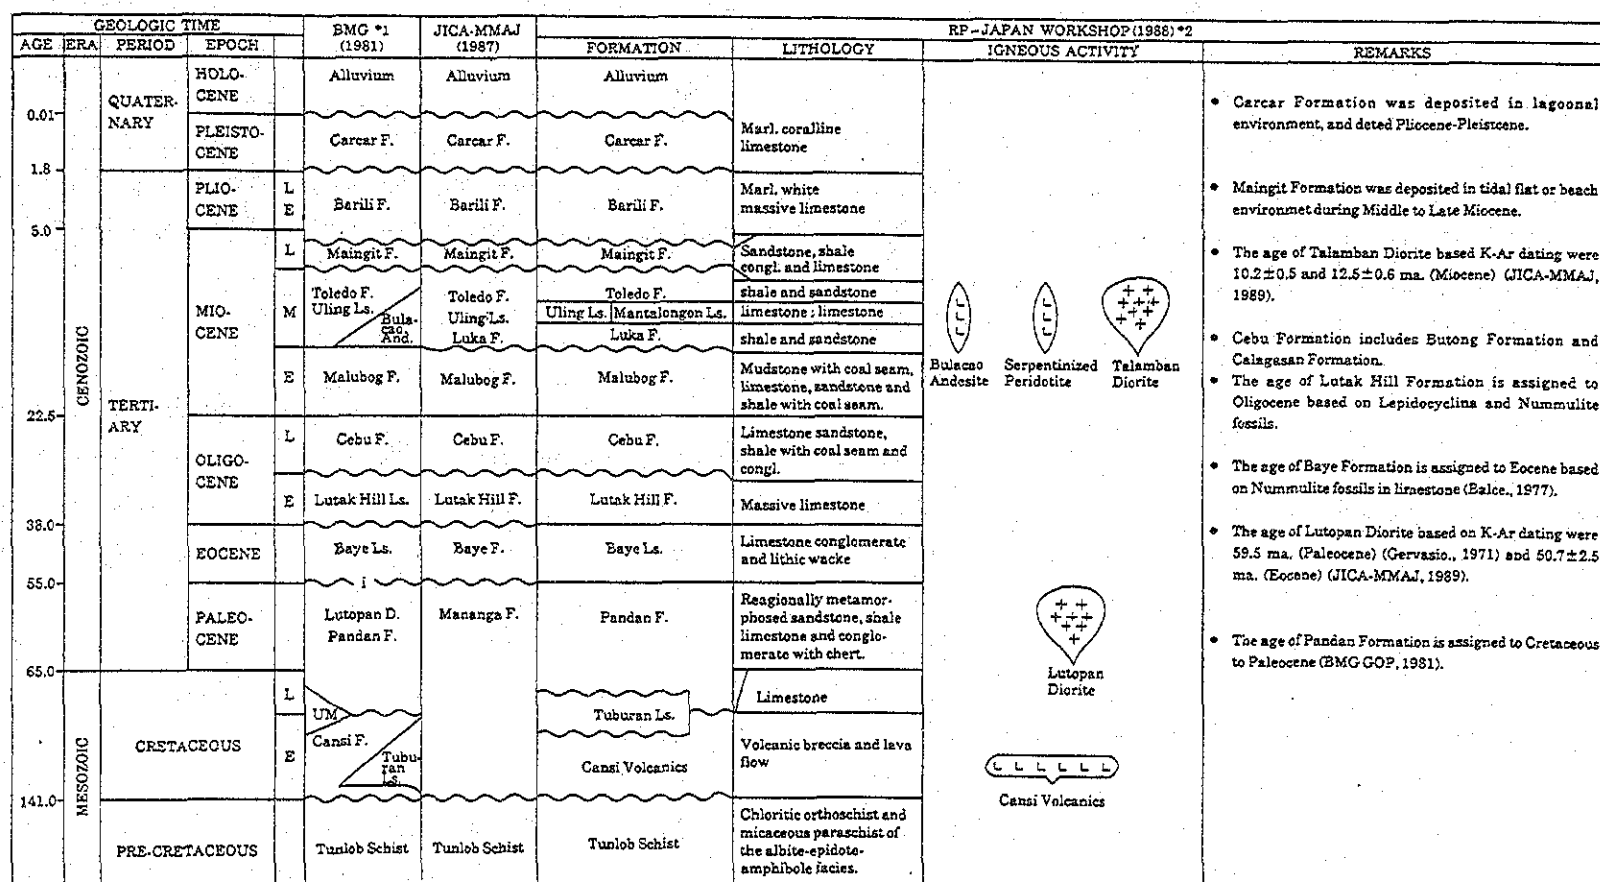 GEOLOGIC TIME
BMG *1 (1981)
JICA-MMAJ (1987)
RP-JAPAN WORKSHOP (1988) *2
AGE ERA PERIOD EPOCH
FORMATION LITHOLOGY IGNEOUS ACTIVITY REMARKS
0.01
1.8
5.0
22.5
38.0
55.0
65.0
141.0
CENOZOIC
MESOZOIC
QUATER-
NARY
TERTI-
ARY
CRETACEOUS
PRE-CRETACEOUS
HOLO-
CENE
PLEISTO-
CENE
PLIO-
CENE
L
E
MIO-
CENE
L
M
E
OLIGO-
CENE
L
E
EOCENE
PALEO-
CENE
L
E
Alluvium
Carcar F.
Barili F.
Maingit F.
Toledo F.
Uling Ls.
Bula-
cao
And.
Malubog F.
Cebu F.
Lutak Hill Ls.
Baye Ls.
i
Lutopan D.
Pandan F.
UM
Cansi F.
Tubu-
ran
Ls.
Tunlob Schist
Alluvium
Carcar F.
Barili F.
Maingit F.
Toledo F.
Uling Ls.
Luka F.
Malubog F.
Cebu F.
Lutak Hill F.
Baye F.
Mananga F.
Tunlob Schist
Alluvium
Carcar F.
Barili F.
Maingit F.
Toledo F.
Uling Ls. Mantalongon Ls.
Luka F.
Malubog F.
Cebu F.
Lutak Hill F.
Baye Ls.
Pandan F.
Tuburan Ls.
Cansi Volcanics
Tunlob Schist
Marl. coralline
limestone
Marl. white
massive limestone
Sandstone, shale
congl. and limestone
shale and sandstone
limestone ; limestone
shale and sandstone
Mudstone with coal seam,
limestone, sandstone and
shale with coal seam.
Limestone sandstone,
shale with coal seam and
congl.
Massive limestone
Limestone conglomerate
and lithic wacke
Reagionally metamor-
phosed sandstone, shale
limestone and conglo-
merate with chert.
Limestone
Volcanic breccia and lava
flow
Chloritic orthoschist and
micaceous paraschist of
the albite-epidote-
amphibole facies.
Bulacao
Andesite
Serpentinized
Peridotite
Talamban
Diorite
Lutopan
Diorite
Cansi Volcanics
• Carcar Formation was deposited in lagoonal
environment, and deted Pliocene-Pleistcene.
• Maingit Formation was deposited in tidal flat or beach
environmet during Middle to Late Miocene.
• The age of Talamban Diorite based K-Ar dating were
10.2±0.5 and 12.5±0.6 ma. (Miocene) (JICA-MMAJ,
1989).
• Cebu Formation includes Butong Formation and
Calagasan Formation.
• The age of Lutak Hill Formation is assigned to
Oligocene based on Lepidocyclina and Nummulite
fossils.
• The age of Baye Formation is assigned to Eocene based
on Nummulite fossils in limestone (Balce., 1977).
• The age of Lutopan Diorite based on K-Ar dating were
59.5 ma. (Paleocene) (Gervasio., 1971) and 50.7±2.5
ma. (Eocene) (JICA-MMAJ, 1989).
• The age of Pandan Formation is assigned to Cretaceous
to Paleocene (BMG GOP, 1981).